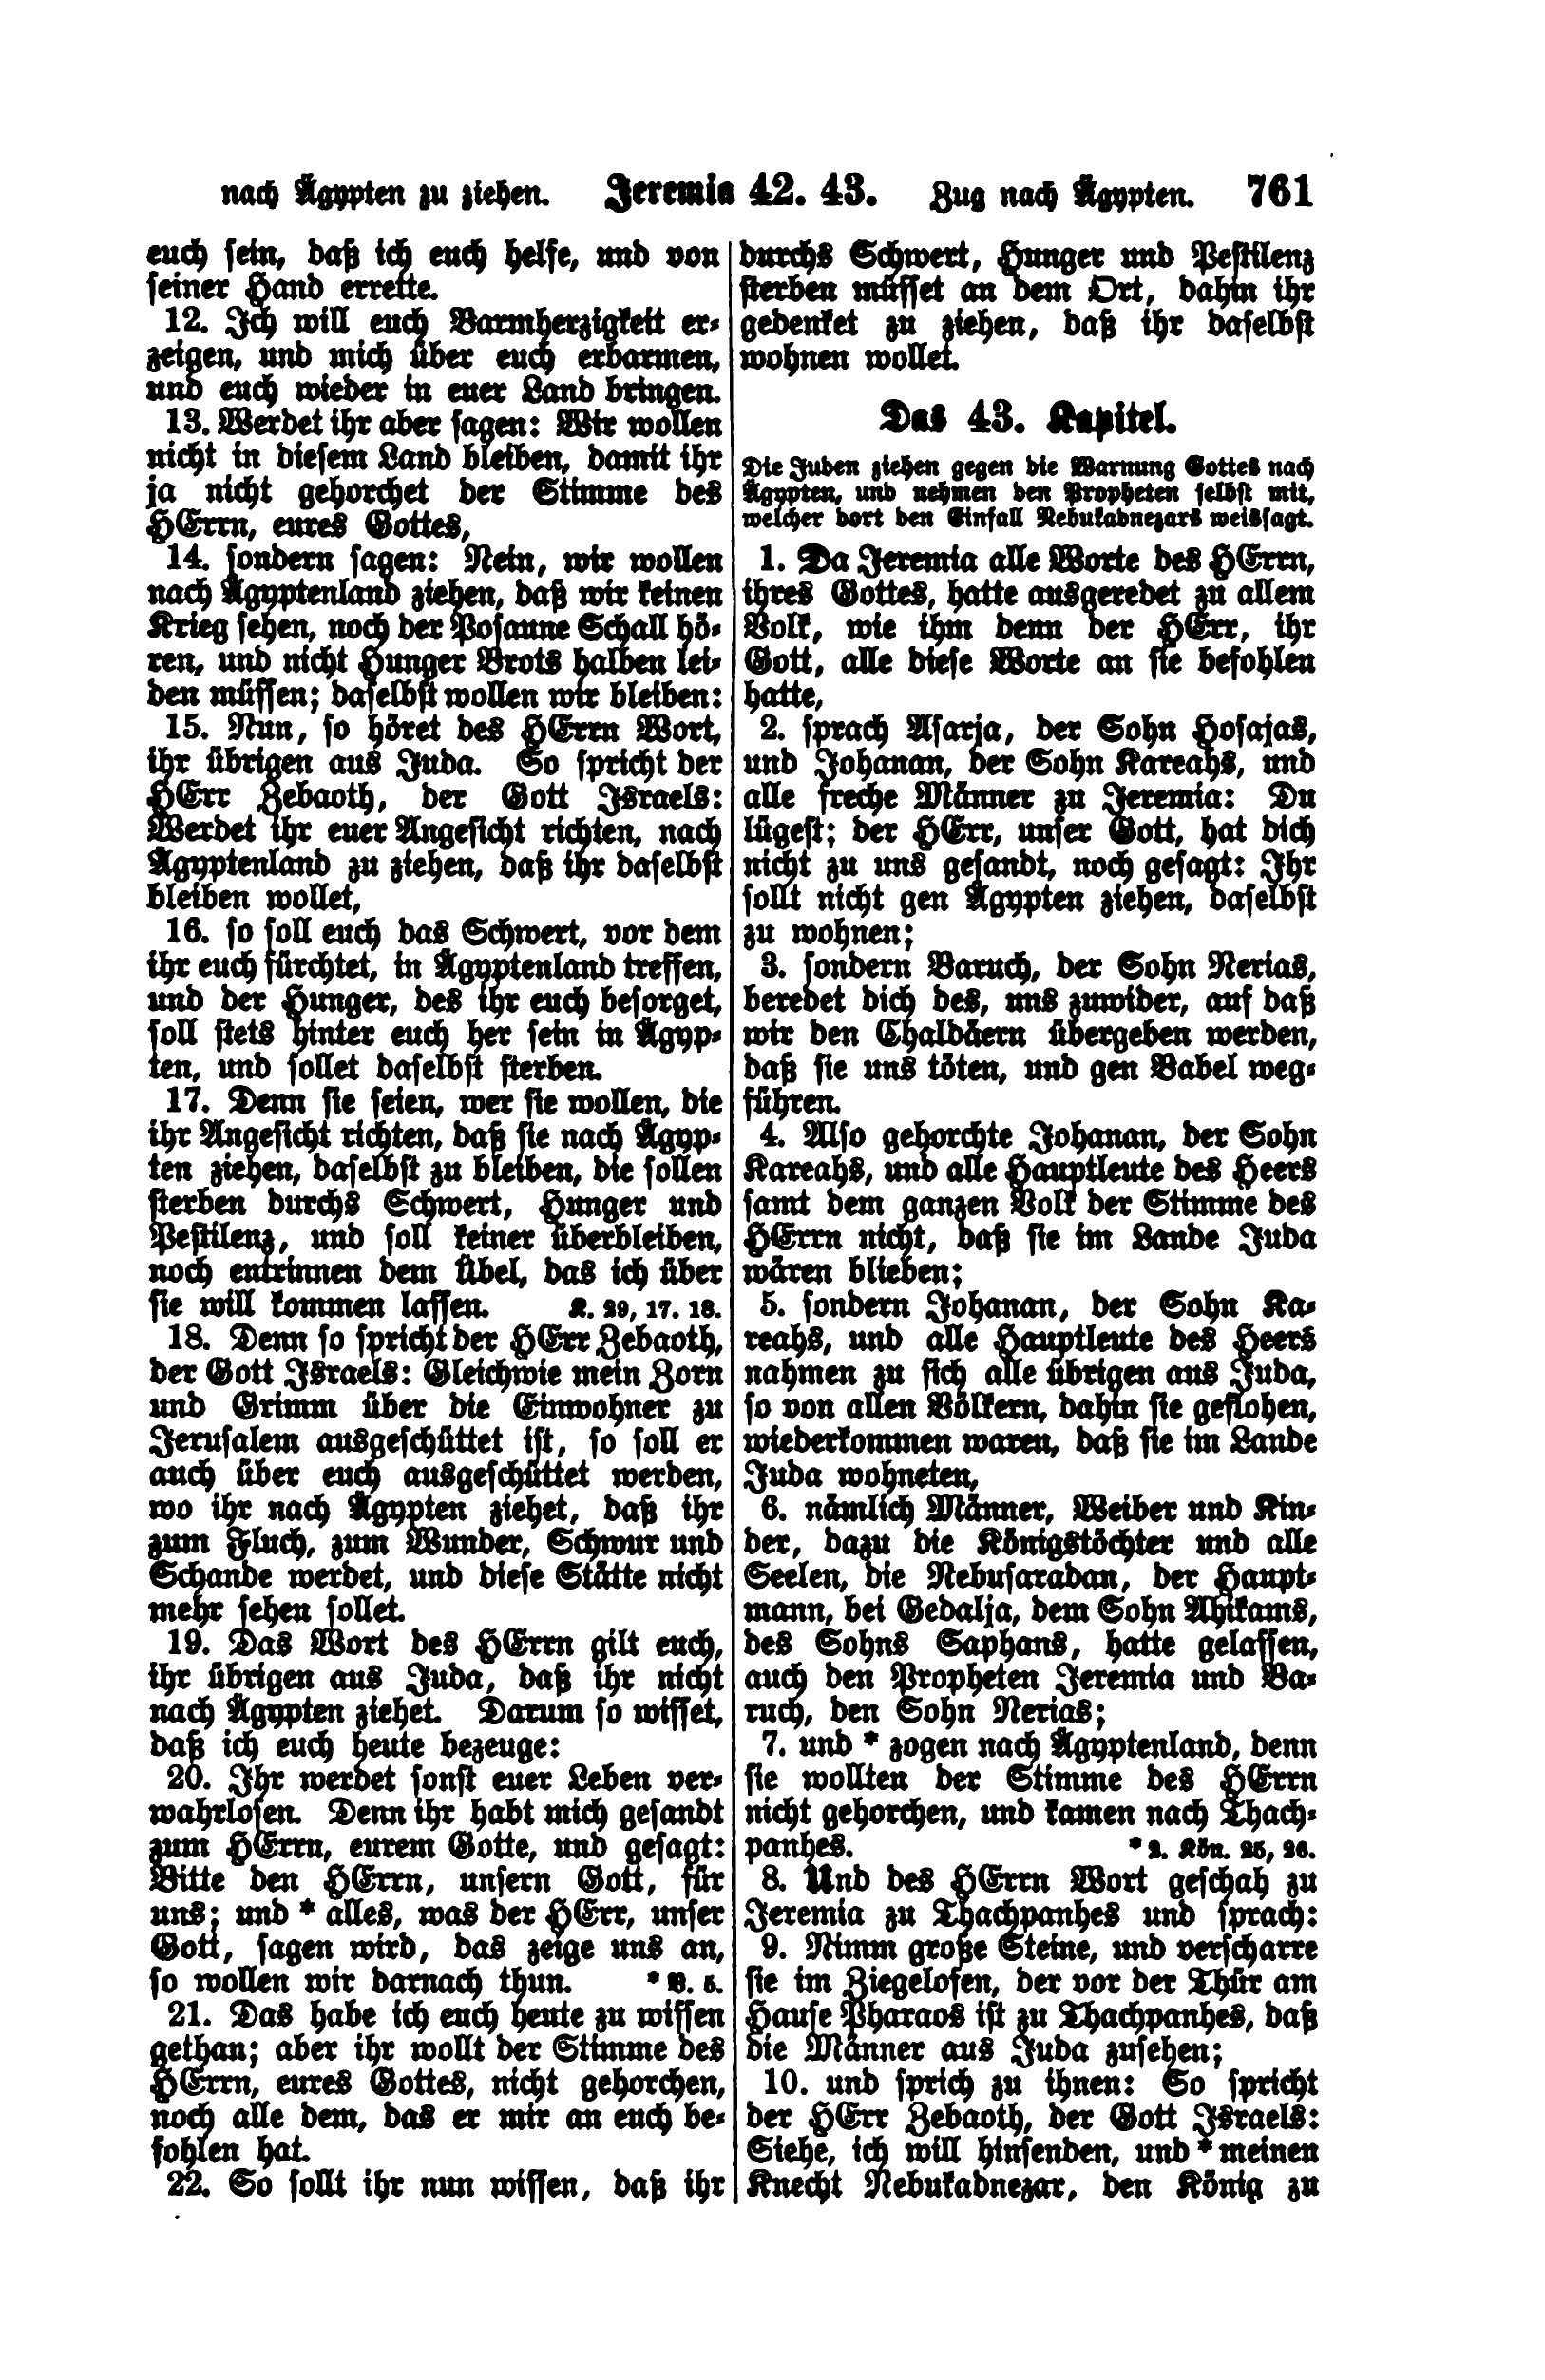 nach Ägypten zu ziehen. Jeremia 42. 43. Zug nach Ägypten. 761
euch sein, daß ich euch helfe, und von
seiner Hand errette.
12. Ich will euch Barmherzigkeit er-
zeigen, und mich über euch erbarmen,
und euch wieder in euer Land bringen.
13. Werdet ihr aber sagen: Wir wollen
nicht in diesem Land bleiben, damit ihr
ja nicht gehorchet der Stimme des
HErrn, eures Gottes,
14. sondern sagen: Nein, wir wollen
nach Ägyptenland ziehen, daß wir keinen
Krieg sehen, noch der Posaune Schall hö-
ren, und nicht Hunger Brots halben lei-
den müssen; daselbst wollen wir bleiben:
15. Nun, so höret des HErrn Wort,
ihr übrigen aus Juda. So spricht der
HErr Zebaoth, der Gott Israels:
Werdet ihr euer Angesicht richten, nach
Ägyptenland zu ziehen, daß ihr daselbst
bleiben wollet,
16. so soll euch das Schwert, vor dem
ihr euch fürchtet, in Ägyptenland treffen,
und der Hunger, des ihr euch besorget,
soll stets hinter euch her sein in Ägyp-
ten, und sollet daselbst sterben.
17. Denn sie seien, wer sie wollen, die
ihr Angesicht richten, daß sie nach Ägyp-
ten ziehen, daselbst zu bleiben, die sollen
sterben durchs Schwert, Hunger und
Pestilenz, und soll keiner überbleiben,
noch entrinnen dem Übel, das ich über
sie will kommen lassen. K. 29, 17. 18.
18. Denn so spricht der HErr Zebaoth,
der Gott Israels: Gleichwie mein Zorn
und Grimm über die Einwohner zu
Jerusalem ausgeschüttet ist, so soll er
auch über euch ausgeschüttet werden,
wo ihr nach Ägypten ziehet, daß ihr
zum Fluch, zum Wunder, Schwur und
Schande werdet, und diese Stätte nicht
mehr sehen sollet.
19. Das Wort des HErrn gilt euch,
ihr übrigen aus Juda, daß ihr nicht
nach Ägypten ziehet. Darum so wisset,
daß ich euch heute bezeuge:
20. Ihr werdet sonst euer Leben ver-
wahrlosen. Denn ihr habt mich gesandt
zum HErrn, eurem Gotte, und gesagt:
Bitte den HErrn, unsern Gott, für
uns; und * alles, was der HErr, unser
Gott, sagen wird, das zeige uns an,
so wollen wir darnach thun. * V. 5.
21. Das habe ich euch heute zu wissen
gethan; aber ihr wollt der Stimme des
HErrn, eures Gottes, nicht gehorchen,
noch alle dem, das er mir an euch be-
fohlen hat.
22. So sollt ihr nun wissen, daß ihr
durchs Schwert, Hunger und Pestilenz
sterben müsset an dem Ort, dahin ihr
gedenket zu ziehen, daß ihr daselbst
wohnen wollet.
Das 43. Kapitel.
Die Juden ziehen gegen die Warnung Gottes nach
Ägypten, und nehmen den Propheten selbst mit,
welcher dort den Einfall Nebukadnezars weissagt.
1. Da Jeremia alle Worte des HErrn,
ihres Gottes, hatte ausgeredet zu allem
Volk, wie ihm denn der HErr, ihr
Gott, alle diese Worte an sie befohlen
hatte,
2. sprach Asarja, der Sohn Hosajas,
und Johanan, der Sohn Kareahs, und
alle freche Männer zu Jeremia: Du
lügest; der HErr, unser Gott, hat dich
nicht zu uns gesandt, noch gesagt: Ihr
sollt nicht gen Ägypten ziehen, daselbst
zu wohnen;
3. sondern Baruch, der Sohn Nerias,
beredet dich des, uns zuwider, auf daß
wir den Chaldäern übergeben werden,
daß sie uns töten, und gen Babel weg-
führen.
4. Also gehorchte Johanan, der Sohn
Kareahs, und alle Hauptleute des Heers
samt dem ganzen Volk der Stimme des
HErrn nicht, daß sie im Lande Juda
wären blieben;
5. sondern Johanan, der Sohn Ka-
reahs, und alle Hauptleute des Heers
nahmen zu sich alle übrigen aus Juda,
so von allen Völkern, dahin sie geflohen,
wiederkommen waren, daß sie im Lande
Juda wohneten,
6. nämlich Männer, Weiber und Kin-
der, dazu die Königstöchter und alle
Seelen, die Nebusaradan, der Haupt-
mann, bei Gedalja, dem Sohn Ahikams,
des Sohns Saphans, hatte gelassen,
auch den Propheten Jeremia und Ba-
ruch, den Sohn Nerias;
7. und * zogen nach Ägyptenland, denn
sie wollten der Stimme des HErrn
nicht gehorchen, und kamen nach Thach-
panhes. * 2. Kön. 25, 26.
8. Und des HErrn Wort geschah zu
Jeremia zu Thachpanhes und sprach:
9. Nimm große Steine, und verscharre
sie im Ziegelofen, der vor der Thür am
Hause Pharaos ist zu Thachpanhes, daß
die Männer aus Juda zusehen;
10. und sprich zu ihnen: So spricht
der HErr Zebaoth, der Gott Israels:
Siehe, ich will hinsenden, und * meinen
Knecht Nebukadnezar, den König zu